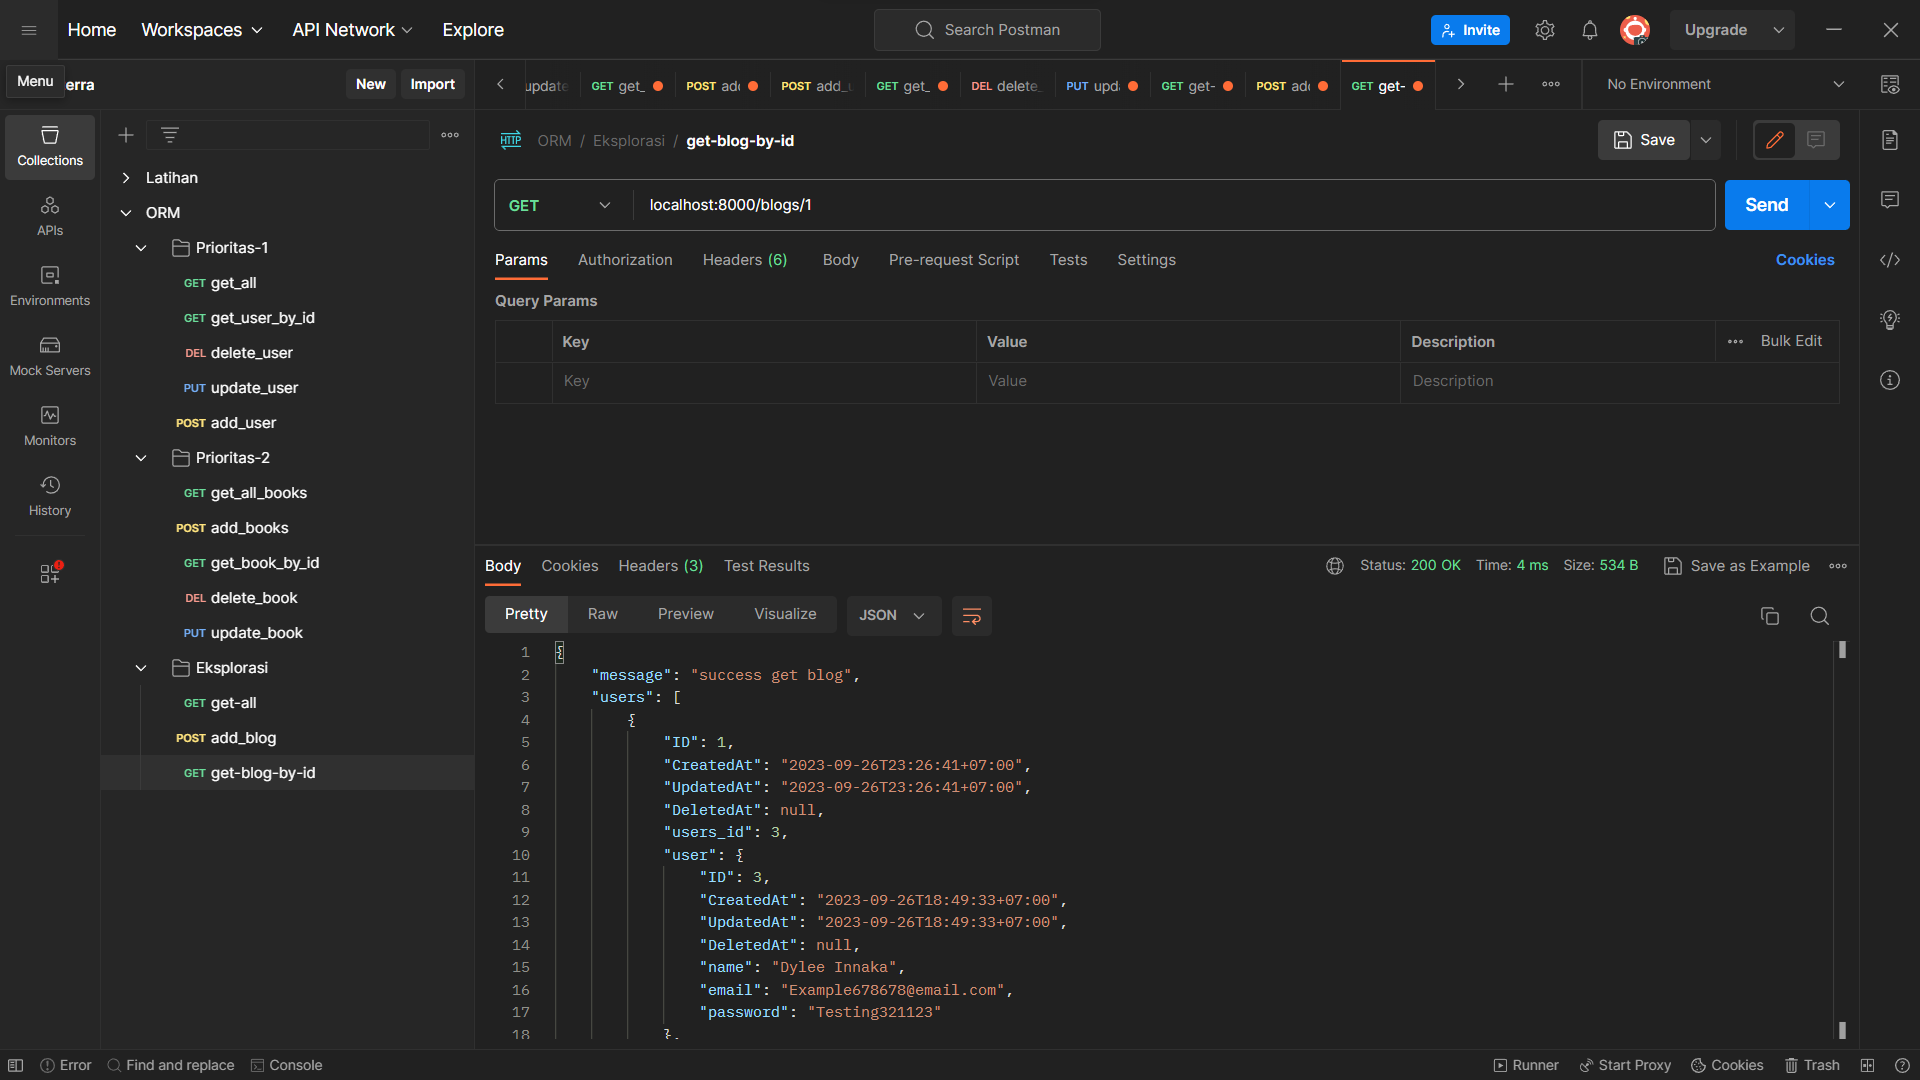 Home
Workspaces
API Network
Explore
Search Postman
Invite
Upgrade
Menu
erra
New
Import
update
GET get_
POST add
POST add_u
GET get_
DEL delete_
PUT upd
GET get-
POST add
GET get-
No Environment
Collections
APIs
Environments
Mock Servers
Monitors
History
Latihan
ORM
Prioritas-1
GET get_all
GET get_user_by_id
DEL delete_user
PUT update_user
POST add_user
Prioritas-2
GET get_all_books
POST add_books
GET get_book_by_id
DEL delete_book
PUT update_book
Eksplorasi
GET get-all
POST add_blog
GET get-blog-by-id
HTTP ORM / Eksplorasi / get-blog-by-id
Save
GET
localhost:8000/blogs/1
Send
Params
Authorization
Headers (6)
Body
Pre-request Script
Tests
Settings
Cookies
Query Params
Key
Value
Description
Bulk Edit
Key
Value
Description
Body
Cookies
Headers (3)
Test Results
Status: 200 OK
Time: 4 ms
Size: 534 B
Save as Example
Pretty
Raw
Preview
Visualize
JSON
1 {
2 "message": "success get blog",
3 "users": [
4 {
5 "ID": 1,
6 "CreatedAt": "2023-09-26T23:26:41+07:00",
7 "UpdatedAt": "2023-09-26T23:26:41+07:00",
8 "DeletedAt": null,
9 "users_id": 3,
10 "user": {
11 "ID": 3,
12 "CreatedAt": "2023-09-26T18:49:33+07:00",
13 "UpdatedAt": "2023-09-26T18:49:33+07:00",
14 "DeletedAt": null,
15 "name": "Dylee Innaka",
16 "email": "Example678678@email.com",
17 "password": "Testing321123"
18 },
Error
Find and replace
Console
Runner
Start Proxy
Cookies
Trash